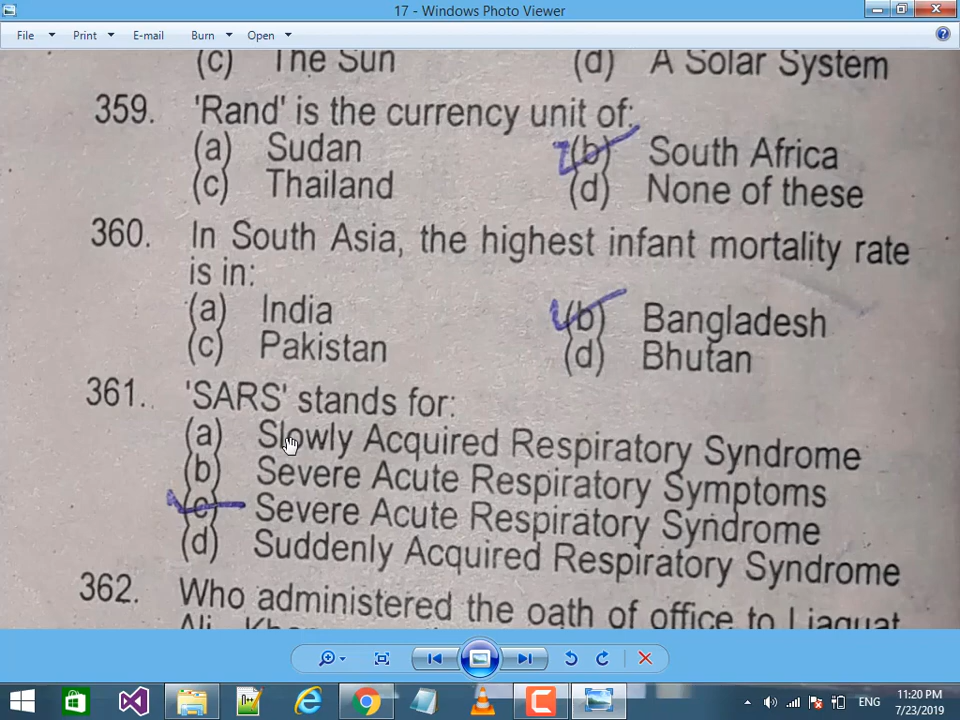 17 - Windows Photo Viewer
File Print E-mail Burn Open
(c) The Sun (d) A Solar System
359. 'Rand' is the currency unit of:
(a) Sudan (b) South Africa
(c) Thailand (d) None of these
360. In South Asia, the highest infant mortality rate
is in:
(a) India (b) Bangladesh
(c) Pakistan (d) Bhutan
361. 'SARS' stands for:
(a) Slowly Acquired Respiratory Syndrome
(b) Severe Acute Respiratory Symptoms
(c) Severe Acute Respiratory Syndrome
(d) Suddenly Acquired Respiratory Syndrome
362. Who administered the oath of office to Liaquat
Ali Khan
ENG
11:20 PM
7/23/2019